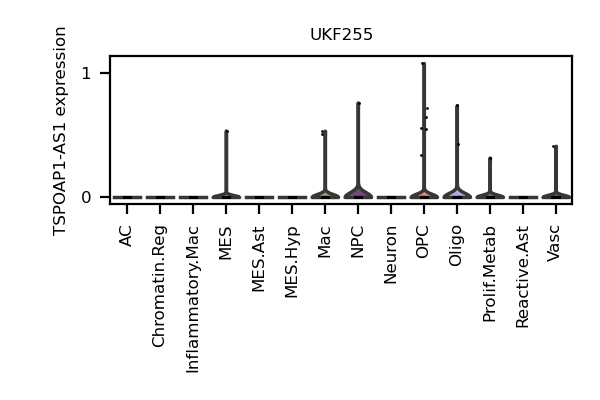 UKF255
TSPOAP1-AS1 expression
1
0
AC
Chromatin.Reg
Inflammatory.Mac
MES
MES.Ast
MES.Hyp
Mac
NPC
Neuron
OPC
Oligo
Prolif.Metab
Reactive.Ast
Vasc